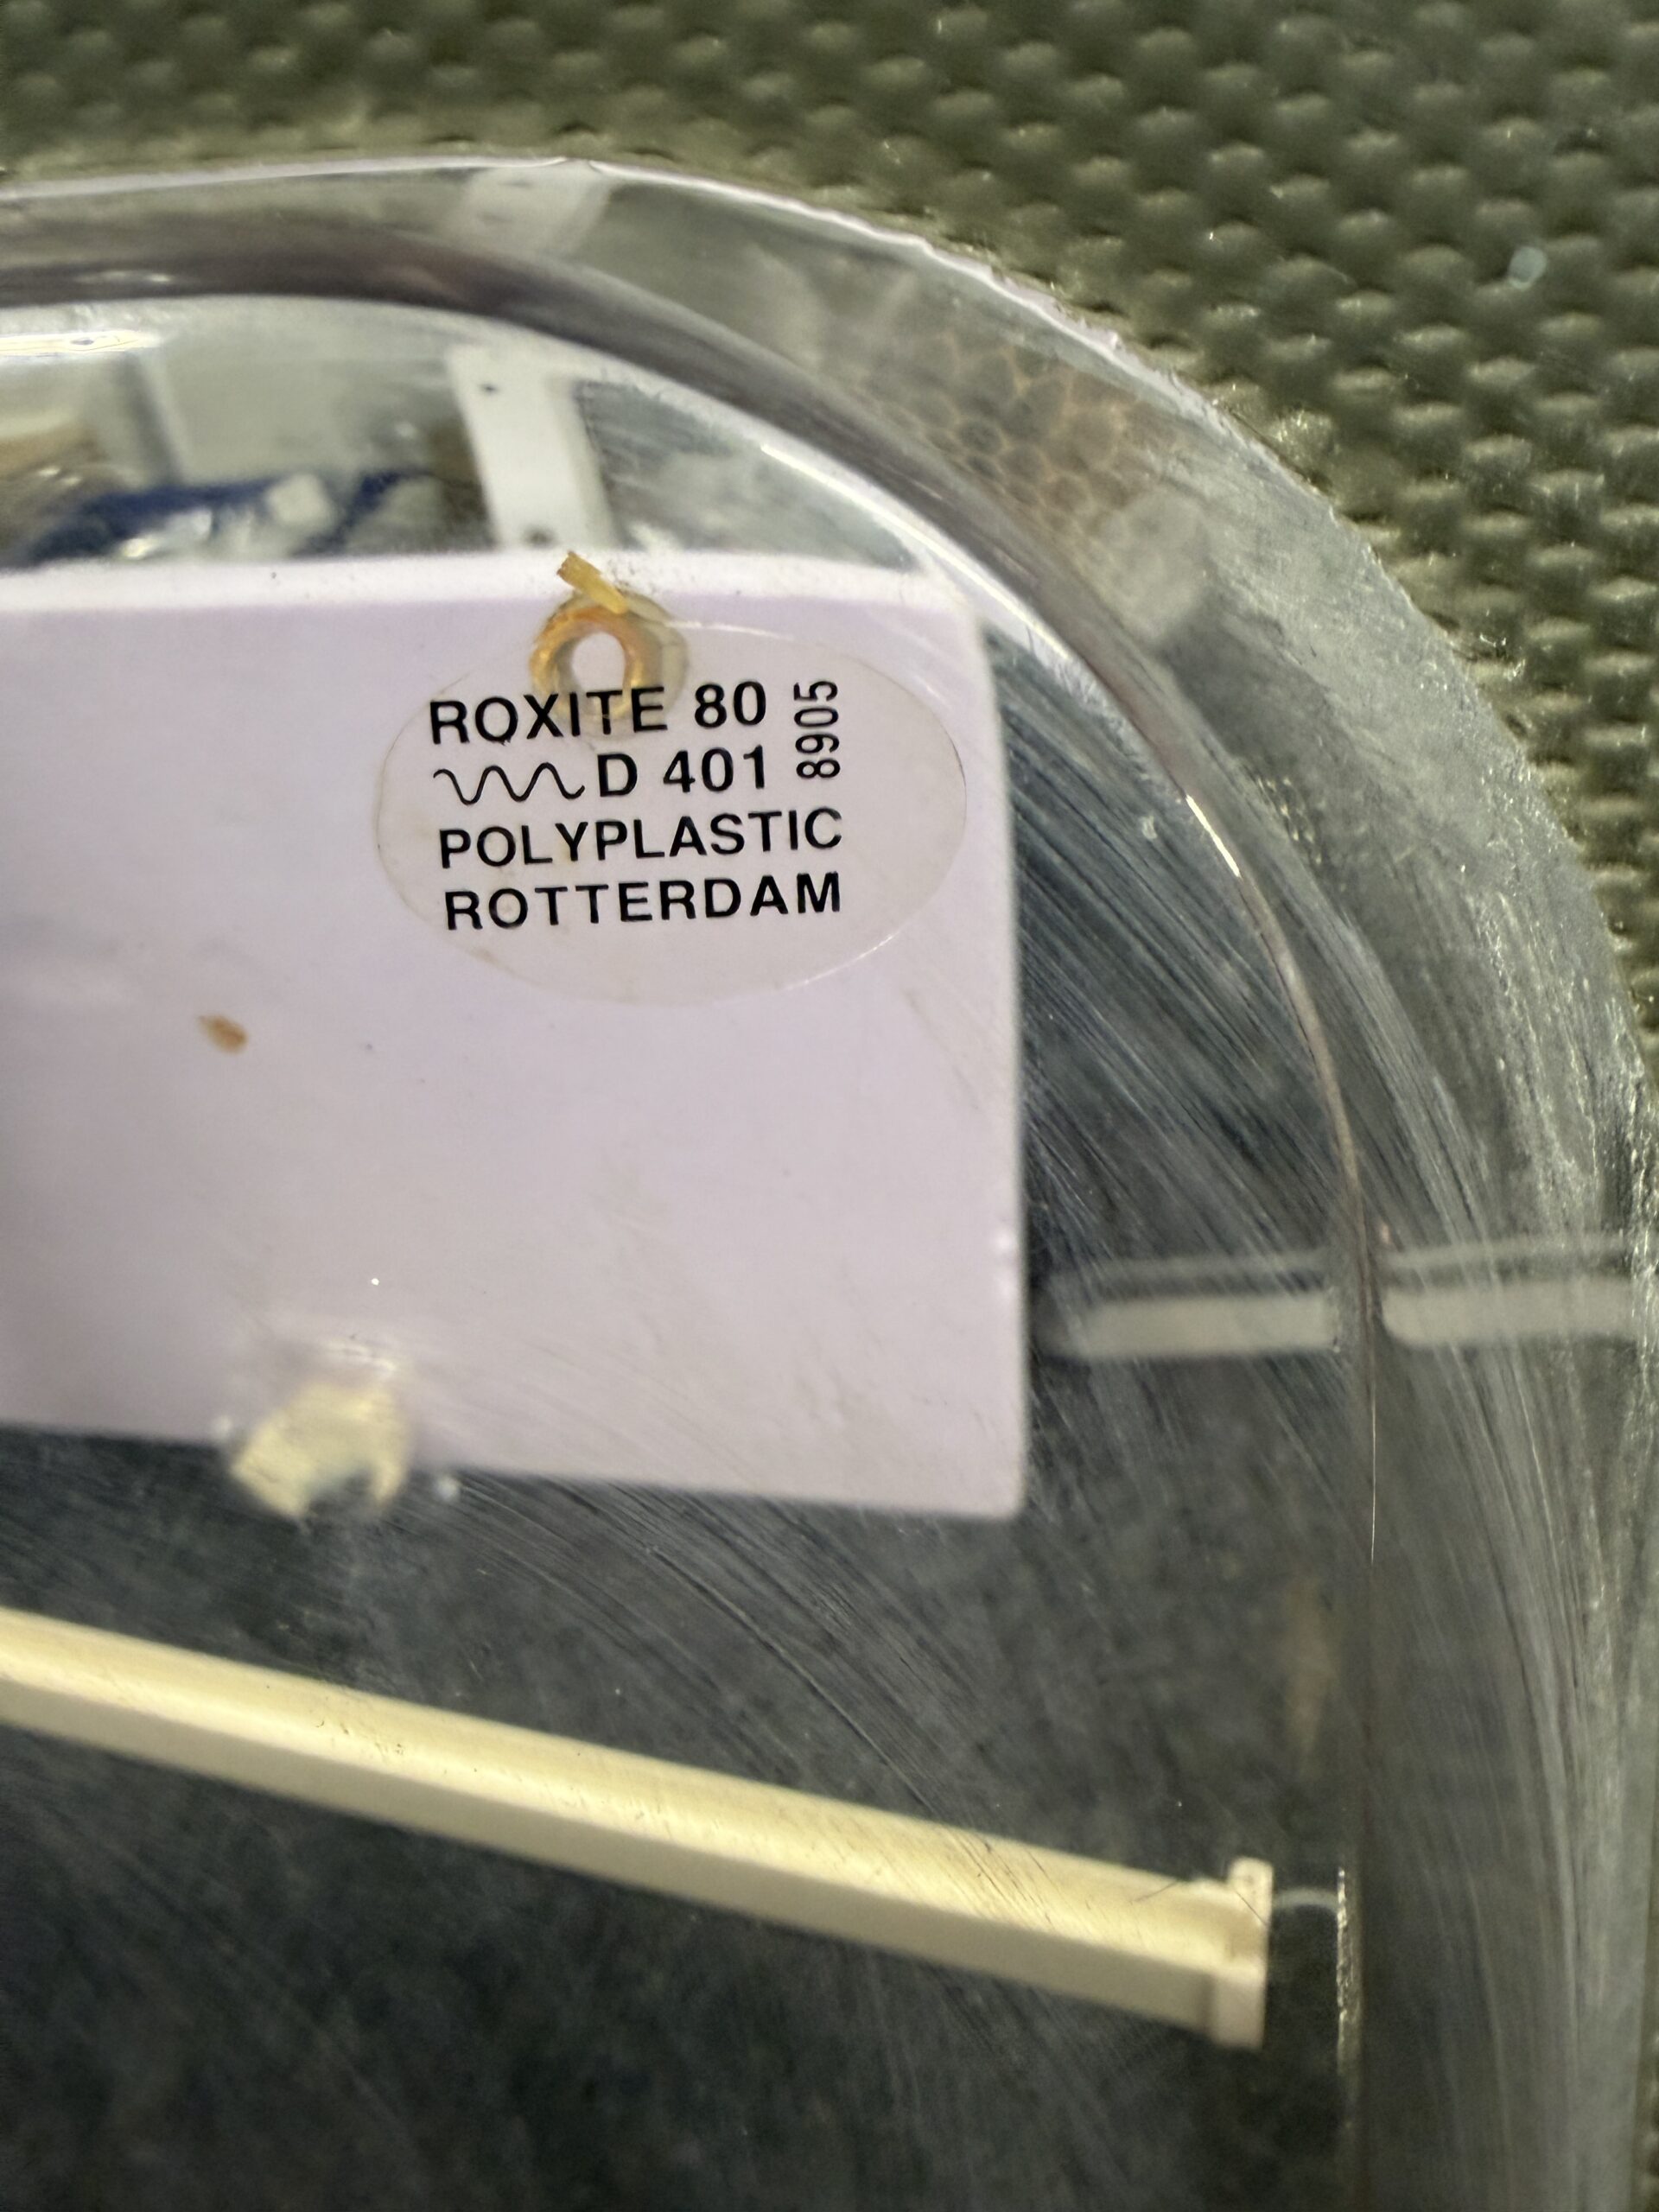 ROXITE 80
D 401
8905
POLYPLASTIC
ROTTERDAM